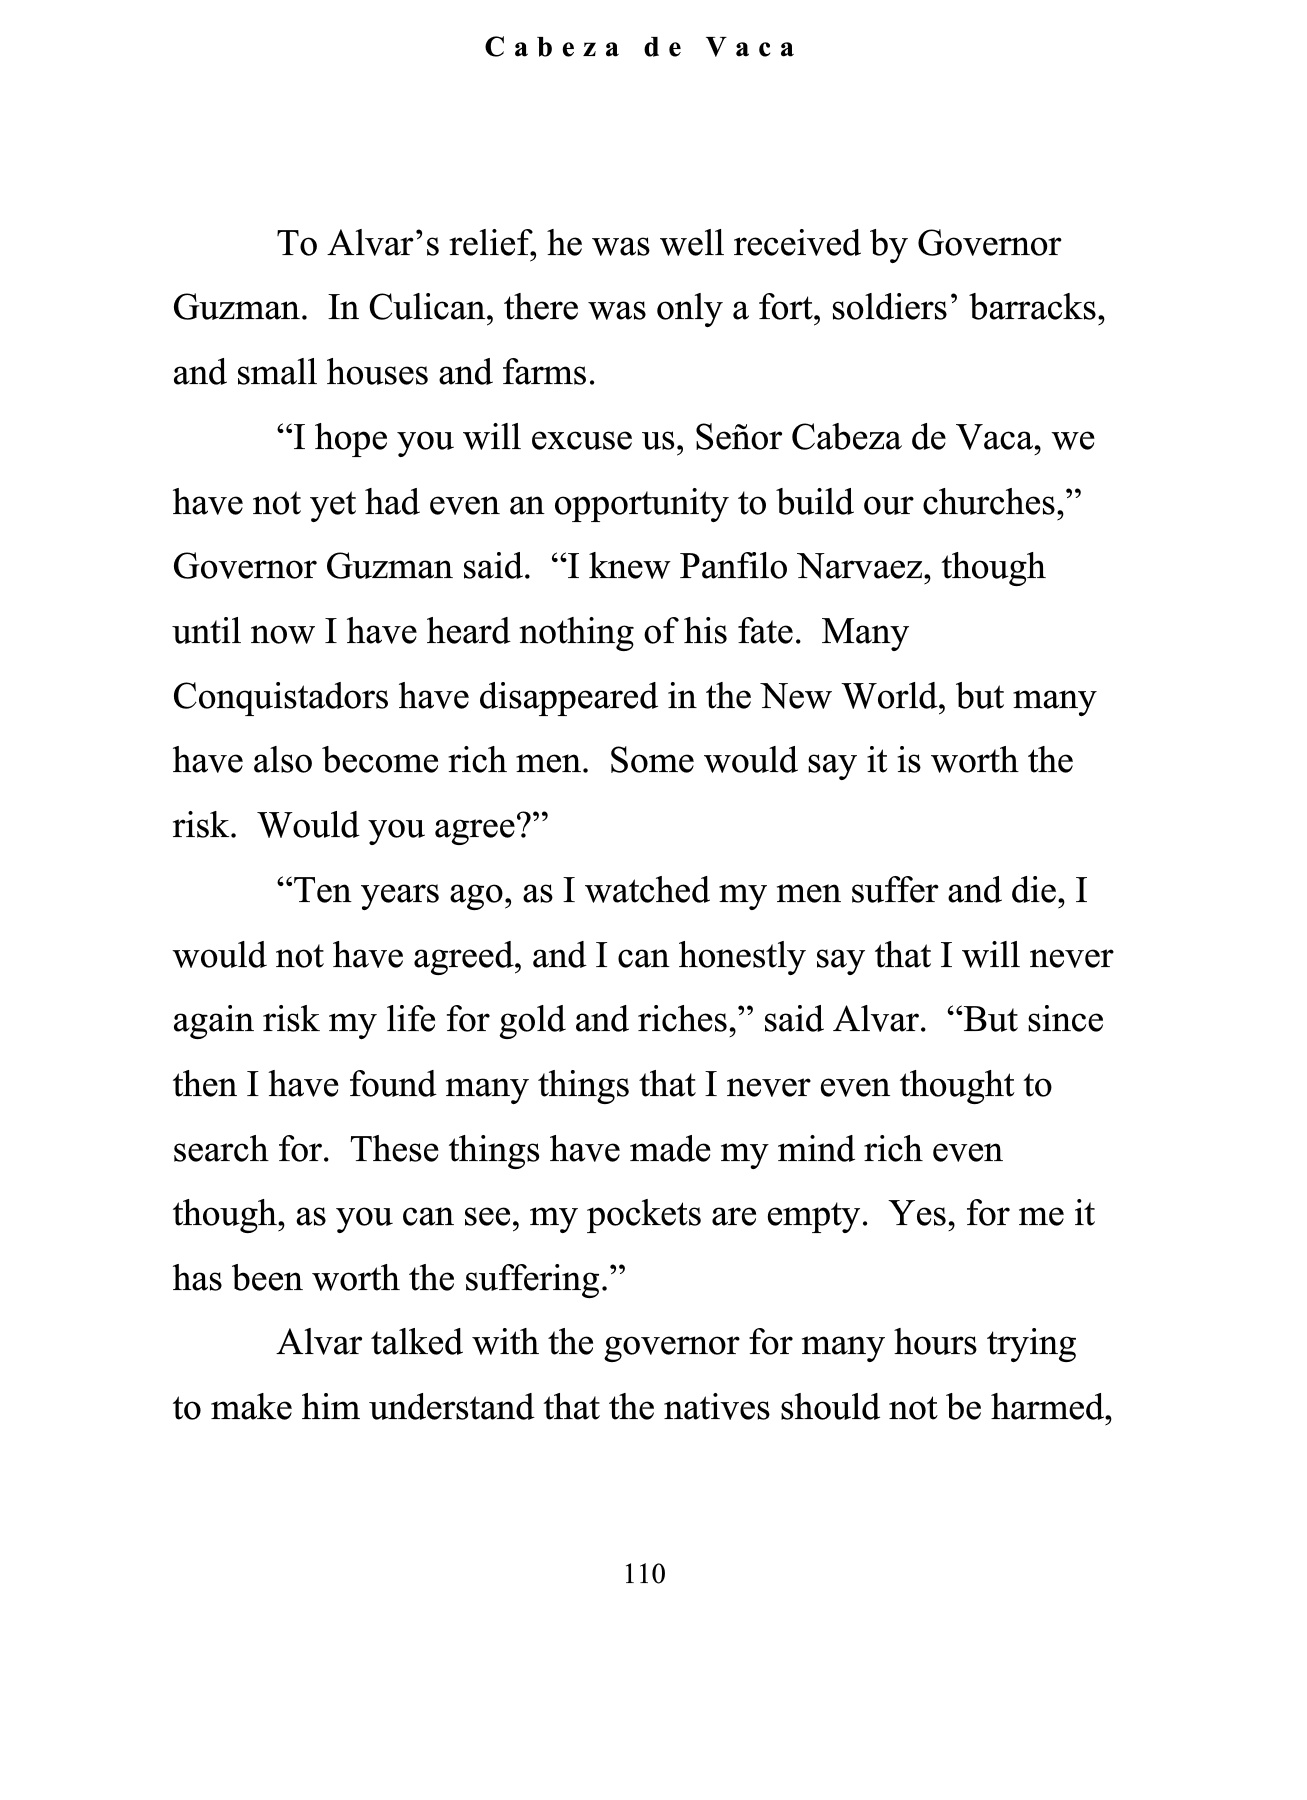 Cabeza de Vaca
To Alvar’s relief, he was well received by Governor
Guzman.  In Culican, there was only a fort, soldiers’ barracks,
and small houses and farms.
“I hope you will excuse us, Señor Cabeza de Vaca, we
have not yet had even an opportunity to build our churches,”
Governor Guzman said.  “I knew Panfilo Narvaez, though
until now I have heard nothing of his fate.  Many
Conquistadors have disappeared in the New World, but many
have also become rich men.  Some would say it is worth the
risk.  Would you agree?”
“Ten years ago, as I watched my men suffer and die, I
would not have agreed, and I can honestly say that I will never
again risk my life for gold and riches,” said Alvar.  “But since
then I have found many things that I never even thought to
search for.  These things have made my mind rich even
though, as you can see, my pockets are empty.  Yes, for me it
has been worth the suffering.”
Alvar talked with the governor for many hours trying
to make him understand that the natives should not be harmed,
110